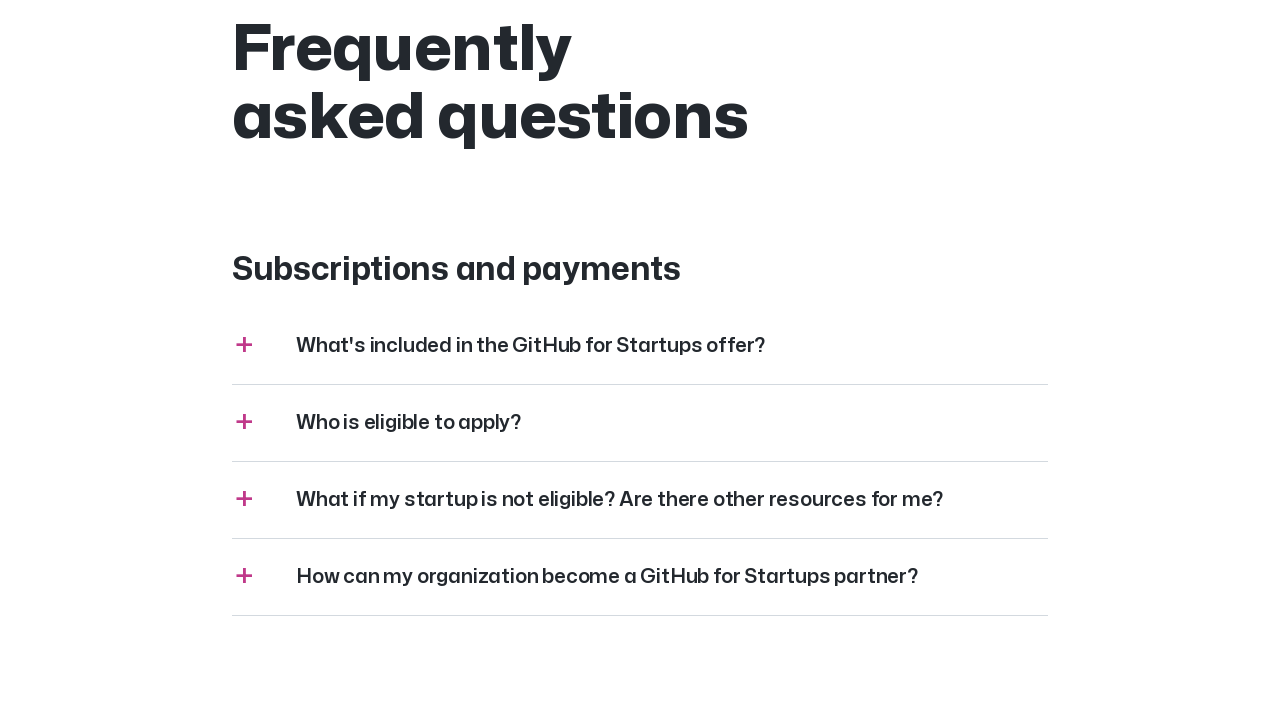 Frequently
asked questions
Subscriptions and payments
What's included in the GitHub for Startups offer?
Who is eligible to apply?
What if my startup is not eligible? Are there other resources for me?
How can my organization become a GitHub for Startups partner?